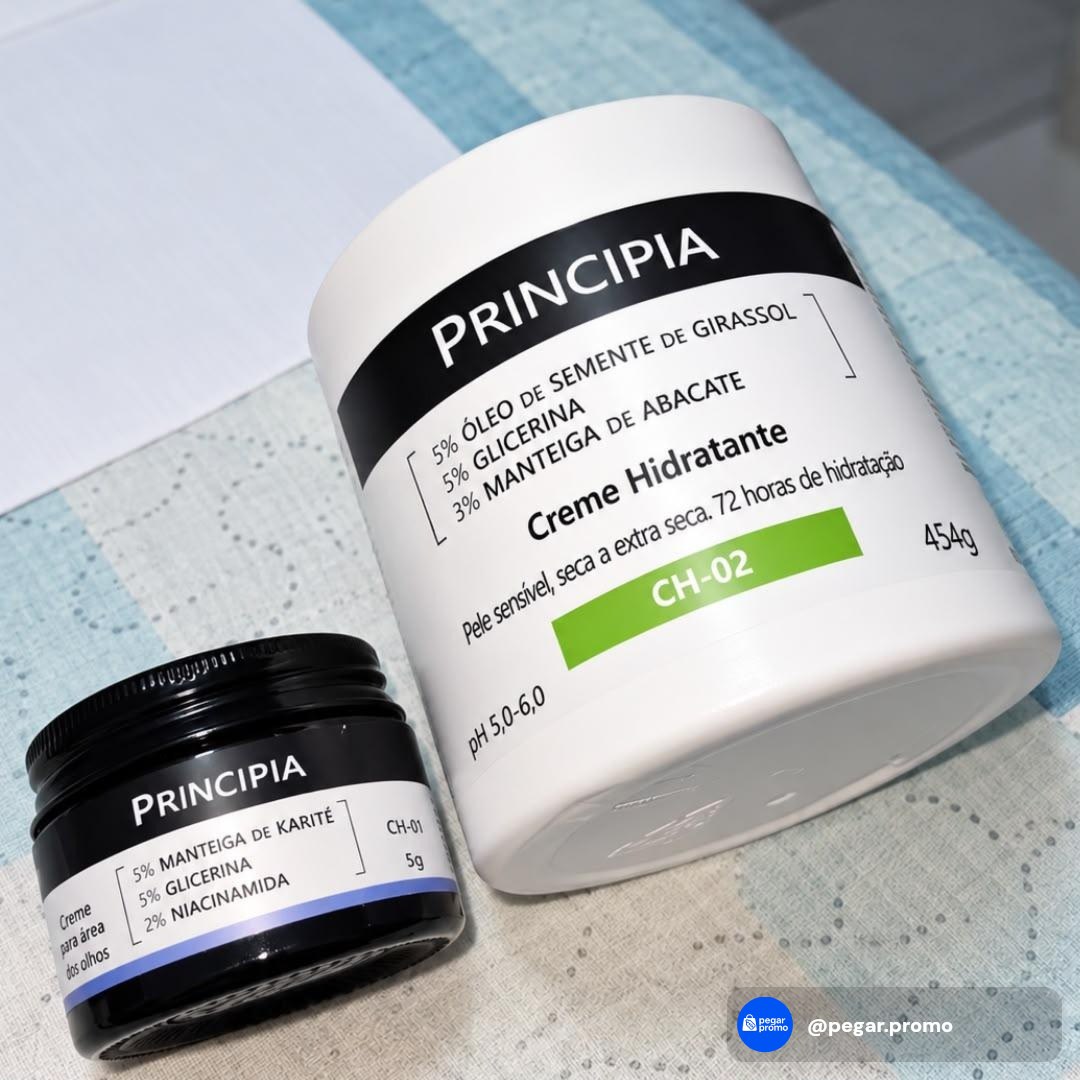 PRINCIPIA
5% ÓLEO DE SEMENTE DE GIRASSOL
5% GLICERINA
3% MANTEIGA DE ABACATE
Creme Hidratante
Pele sensível, seca a extra seca. 72 horas de hidratação
CH-02
454g
pH 5,0-6,0
PRINCIPIA
5% MANTEIGA DE KARITÉ
5% GLICERINA
2% NIACINAMIDA
CH-01
5g
Creme
para área
dos olhos
pegar
promo
@pegar.promo